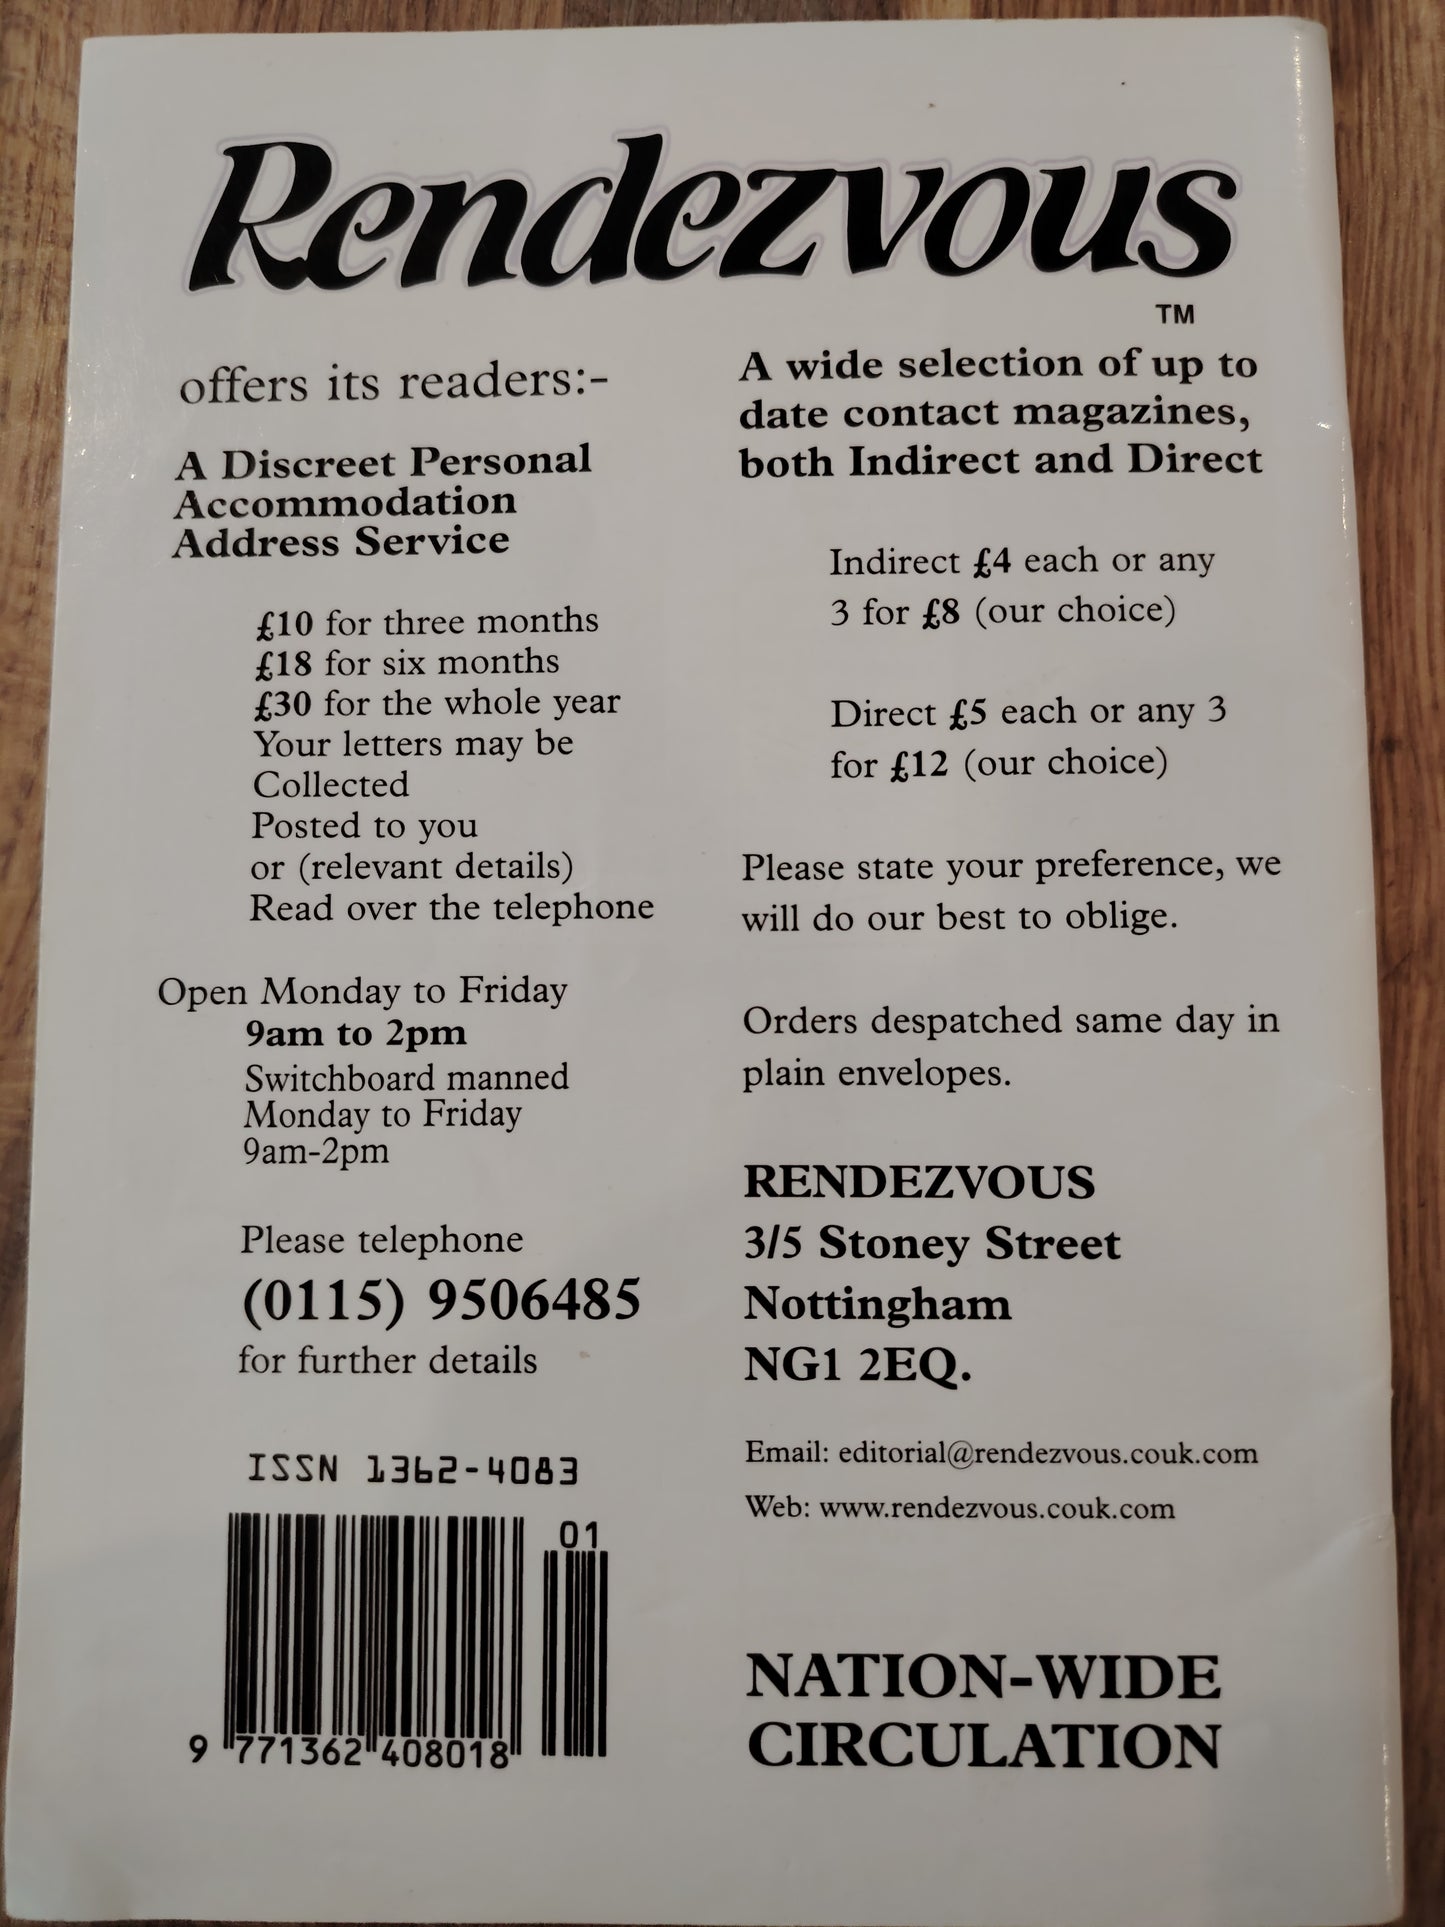 Rendezvous
TM
offers its readers:-
A Discreet Personal
Accommodation
Address Service
£10 for three months
£18 for six months
£30 for the whole year
Your letters may be
Collected
Posted to you
or (relevant details)
Read over the telephone
Open Monday to Friday
9am to 2pm
Switchboard manned
Monday to Friday
9am-2pm
Please telephone
(0115) 9506485
for further details
ISSN 1362-4083
01
9 771362 408018
A wide selection of up to
date contact magazines,
both Indirect and Direct
Indirect £4 each or any
3 for £8 (our choice)
Direct £5 each or any 3
for £12 (our choice)
Please state your preference, we
will do our best to oblige.
Orders despatched same day in
plain envelopes.
RENDEZVOUS
3/5 Stoney Street
Nottingham
NG1 2EQ.
Email: editorial@rendezvous.couk.com
Web: www.rendezvous.couk.com
NATION-WIDE
CIRCULATION